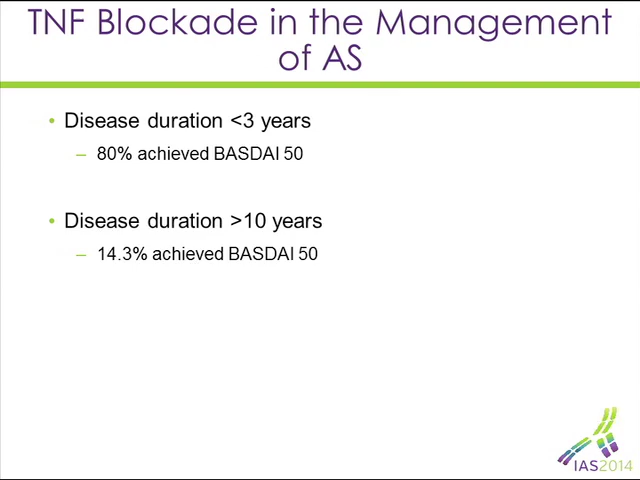 TNF Blockade in the Management
of AS
• Disease duration <3 years
– 80% achieved BASDAI 50
• Disease duration >10 years
– 14.3% achieved BASDAI 50
IAS2014